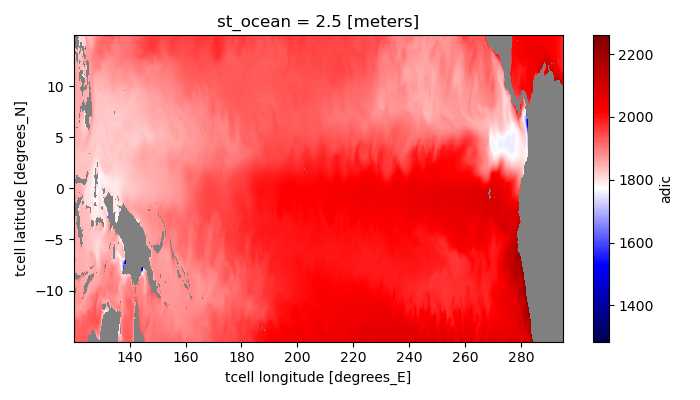 st_ocean = 2.5 [meters]
tcell latitude [degrees_N]
10
5
0
−5
−10
140 160 180 200 220 240 260 280
tcell longitude [degrees_E]
2200
2000
1800
1600
1400
adic